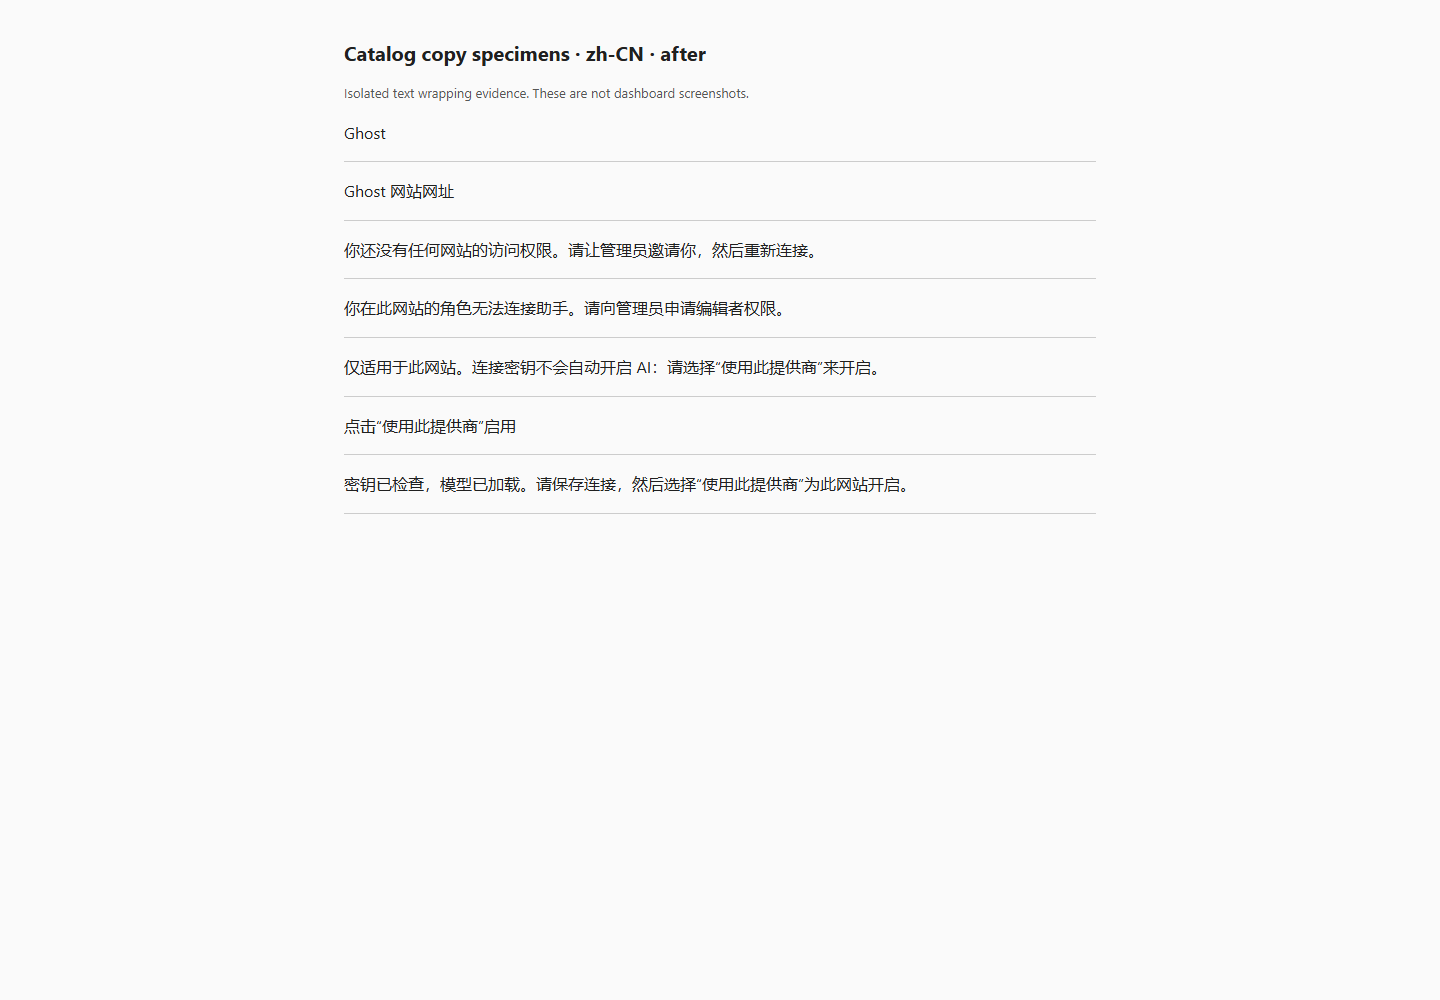 Catalog copy specimens · zh-CN · after
Isolated text wrapping evidence. These are not dashboard screenshots.
Ghost
Ghost 网站网址
你还没有任何网站的访问权限。请让管理员邀请你，然后重新连接。
你在此网站的角色无法连接助手。请向管理员申请编辑者权限。
仅适用于此网站。连接密钥不会自动开启 AI：请选择“使用此提供商”来开启。
点击“使用此提供商”启用
密钥已检查，模型已加载。请保存连接，然后选择“使用此提供商”为此网站开启。